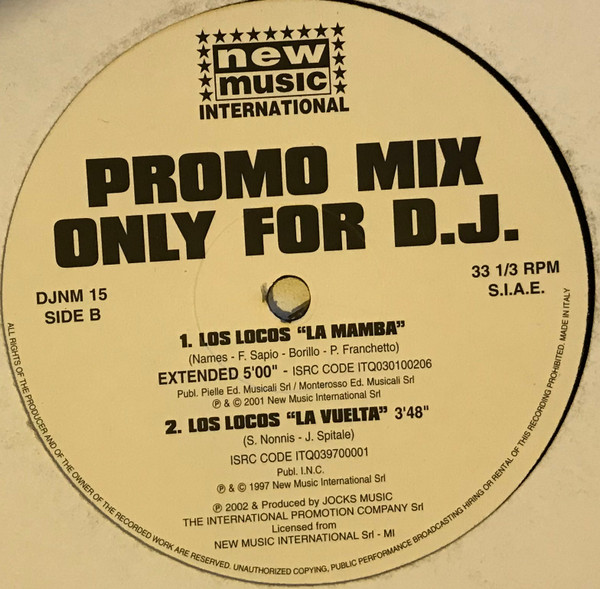 new
music
INTERNATIONAL
PROMO MIX
ONLY FOR D.J.
DJNM 15
SIDE B
33 1/3 RPM
S.I.A.E.
1. LOS LOCOS "LA MAMBA"
(Names - F. Sapio - Borillo - P. Franchetto)
EXTENDED 5'00" - ISRC CODE ITQ030100206
Publ. Pielle Ed. Musicali Srl / Monterosso Ed. Musicali Srl
℗ & © 2001 New Music International Srl
2. LOS LOCOS "LA VUELTA" 3'48"
(S. Nonnis - J. Spitale)
ISRC CODE ITQ039700001
Publ. I.N.C.
℗ & © 1997 New Music International Srl
℗ 2002 & Produced by JOCKS MUSIC
THE INTERNATIONAL PROMOTION COMPANY Srl
Licensed from
NEW MUSIC INTERNATIONAL Srl - MI
ALL RIGHTS OF THE PRODUCER AND OF THE OWNER OF THE RECORDED WORK ARE RESERVED. UNAUTHORIZED COPYING, PUBLIC PERFORMANCE BROADCASTING HIRING OR RENTAL OF THIS RECORDING PROHIBITED. MADE IN ITALY